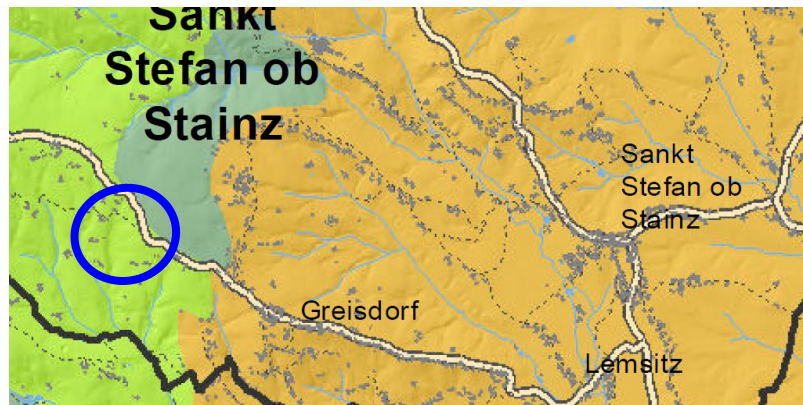 Sankt
Stefan ob
Stainz
Sankt
Stefan ob
Stainz
Greisdorf
Lemsitz